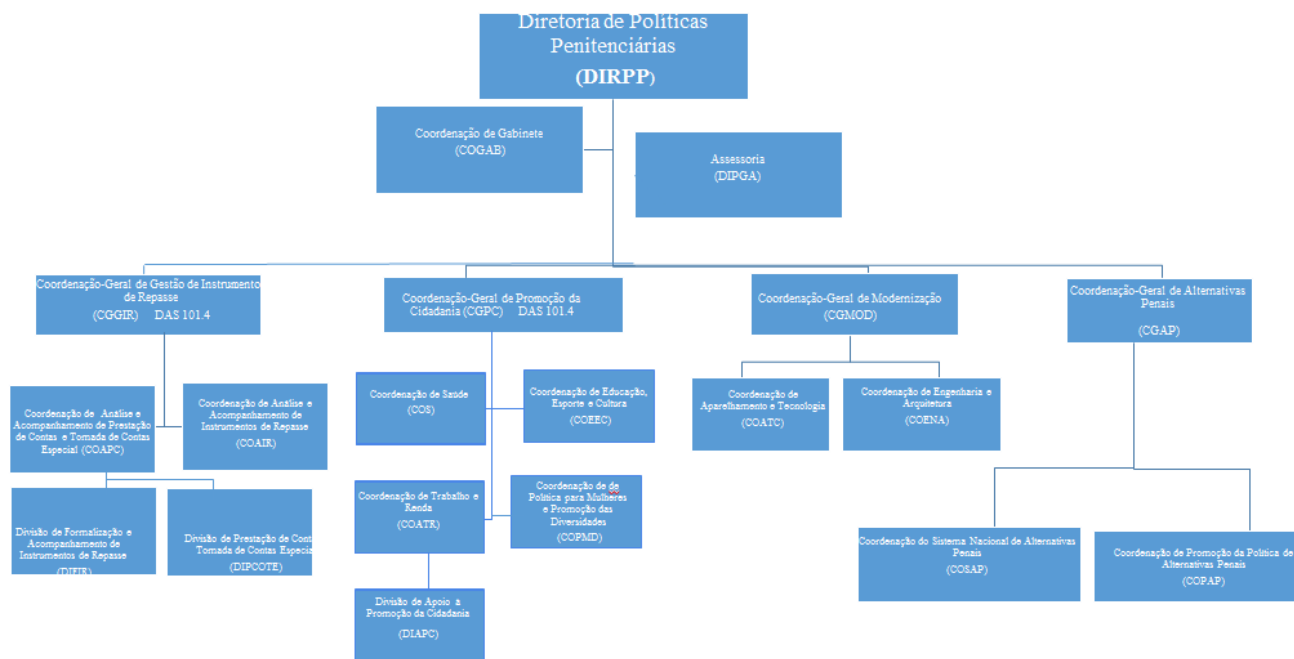 Diretoria de Políticas
Penitenciárias
(DIRPP)
Coordenação de Gabinete
(COGAB)
Assessoria
(DIPGA)
Coordenação-Geral de Gestão de Instrumento
de Repasse
(CGGIR) DAS 101.4
Coordenação-Geral de Promoção da
Cidadania (CGPC) DAS 101.4
Coordenação-Geral de Modernização
(CGMOD)
Coordenação-Geral de Alternativas
Penais
(CGAP)
Coordenação de Análise e
Acompanhamento de Prestação
de Contas e Tomada de Contas
Especial (COAPC)
Coordenação de Análise e
Acompanhamento de
Instrumentos de Repasse
(COAIR)
Coordenação de Saúde
(COS)
Coordenação de Educação,
Esporte e Cultura
(COEEC)
Coordenação de
Aparelhamento e Tecnologia
(COATC)
Coordenação de Engenharia e
Arquitetura
(COENA)
Divisão de Formalização e
Acompanhamento de
Instrumentos de Repasse
(DIFIR)
Divisão de Prestação de Cont
Tomada de Contas Especia
(DIPCOTE)
Coordenação de Trabalho e
Renda
(COATR)
Coordenação de de
Política para Mulheres
e Promoção das
Diversidades
(COPMD)
Divisão de Apoio à
Promoção da Cidadania
(DIAPC)
Coordenação do Sistema Nacional de Alternativas
Penais
(COSAP)
Coordenação de Promoção da Política de
Alternativas Penais
(COPAP)